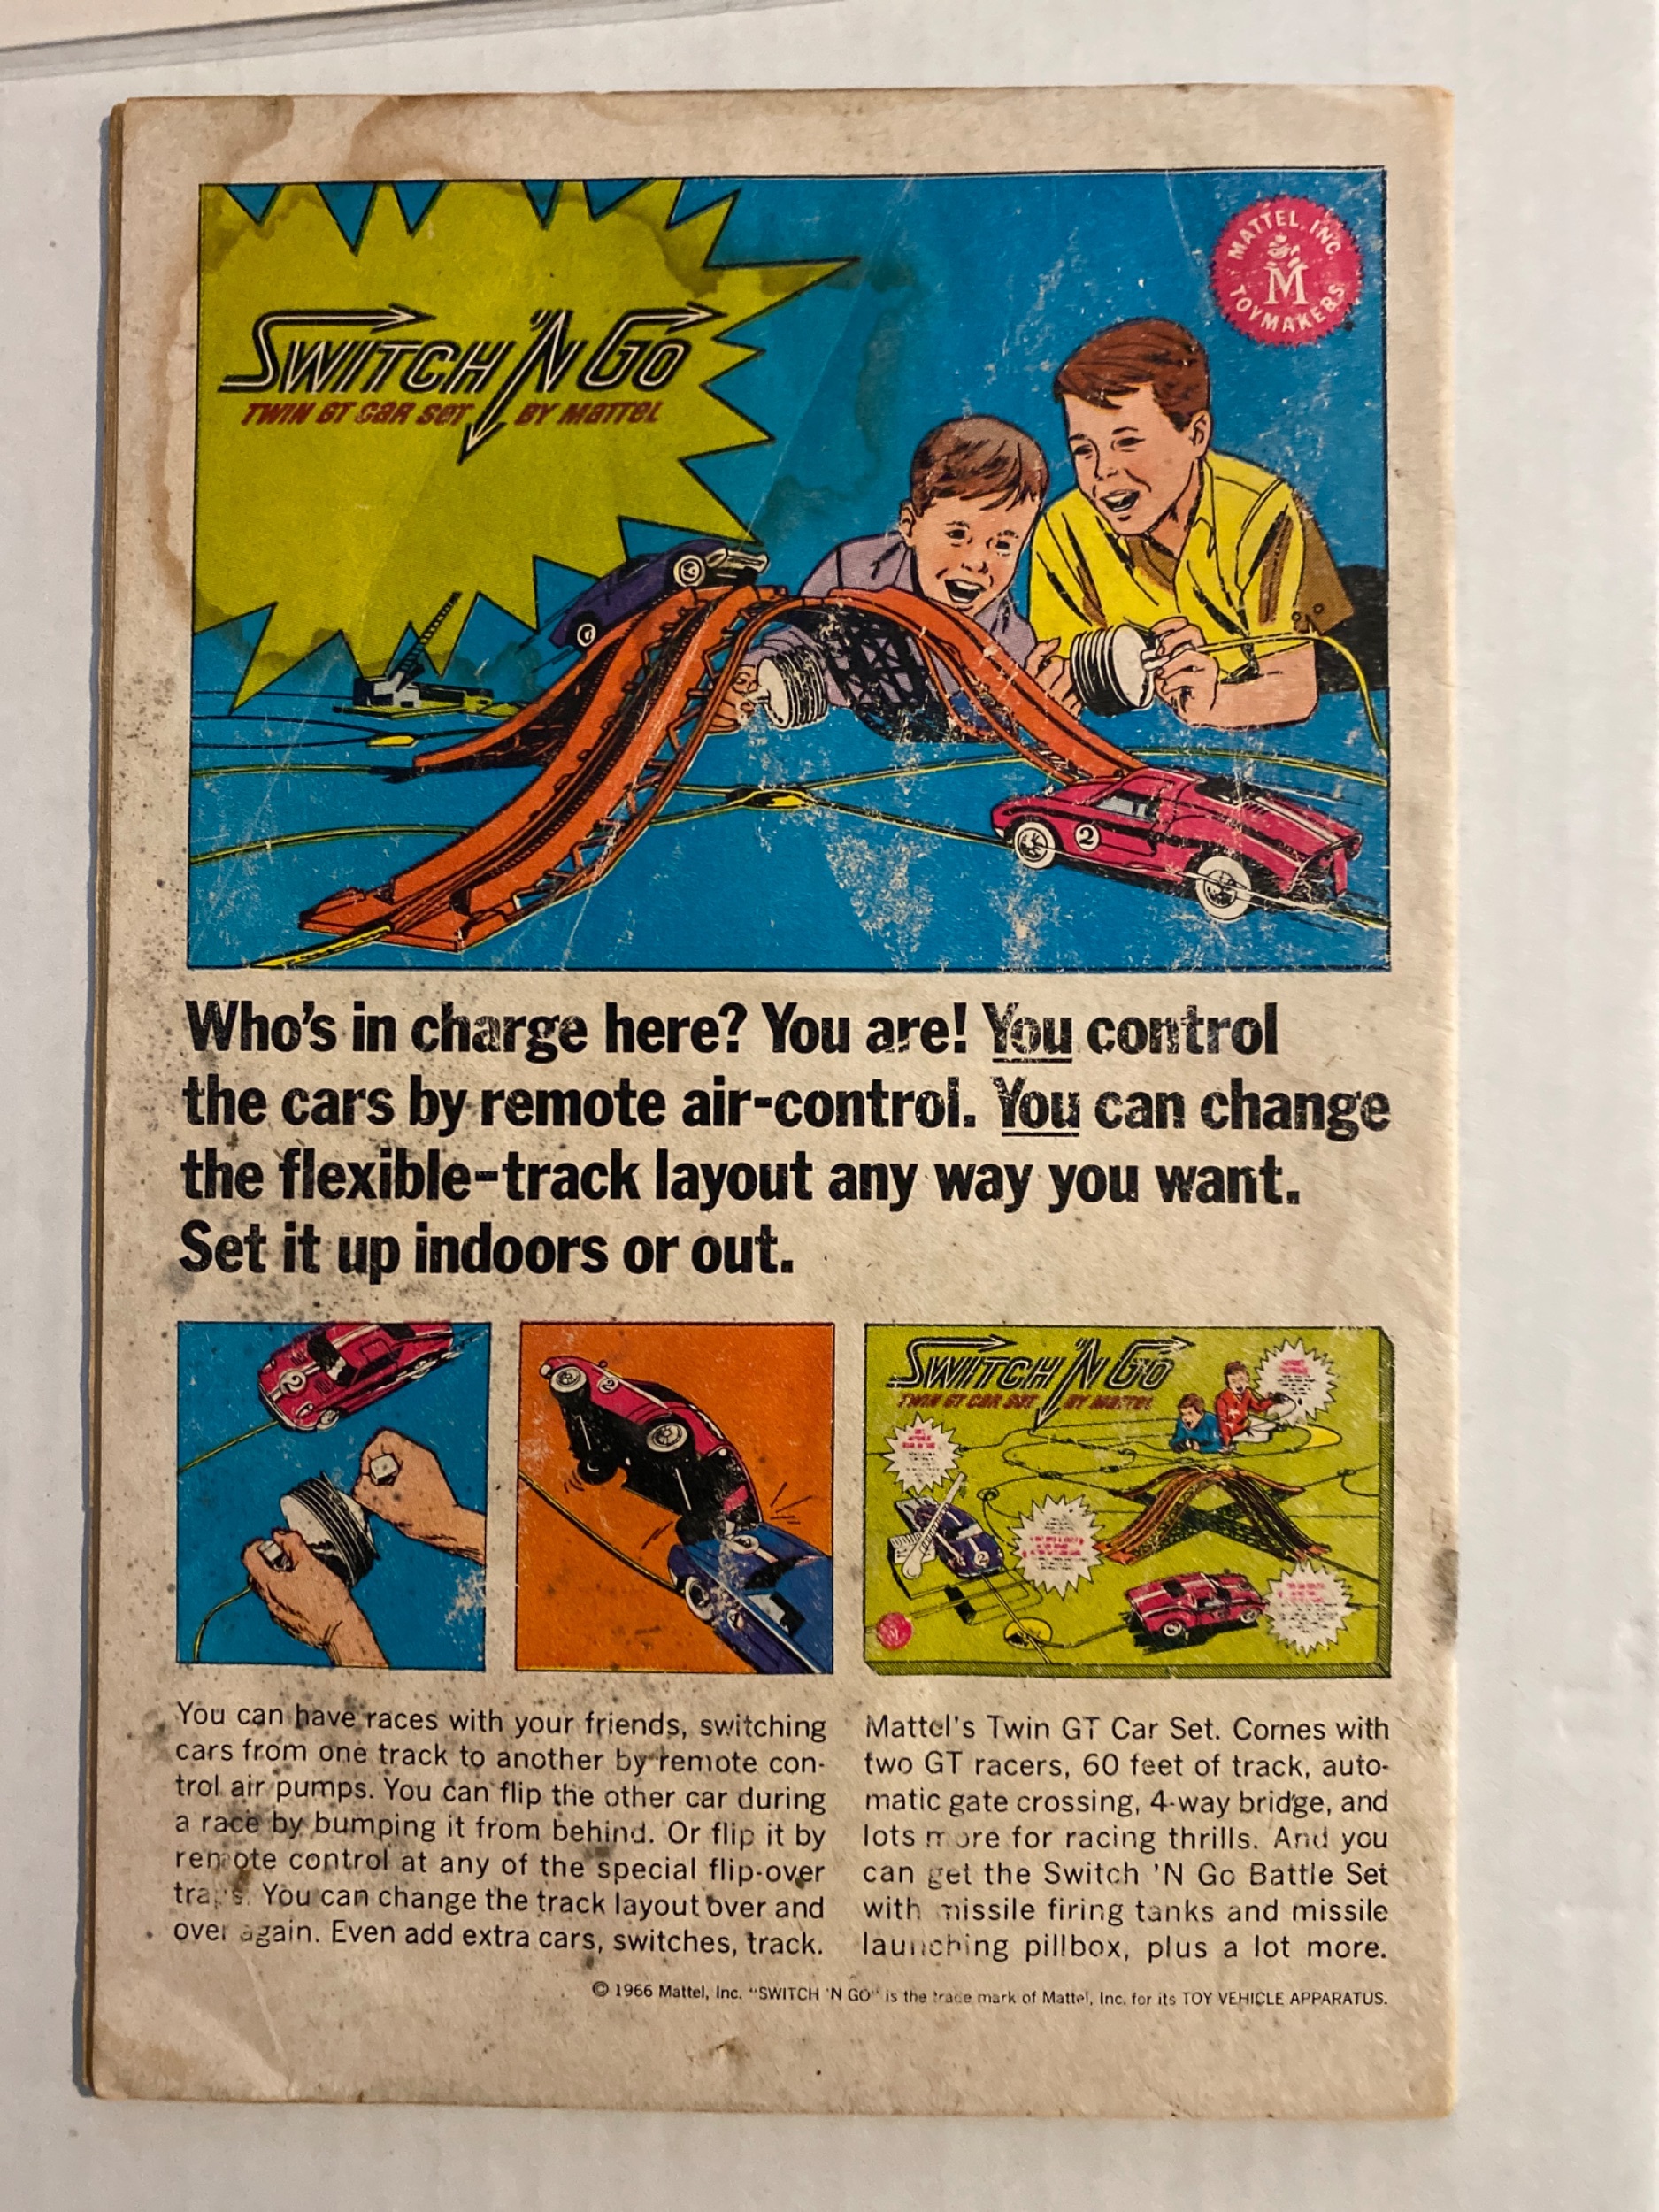 SWITCH 'N GO
TWIN GT CAR SET BY MATTEL
MATTEL, INC.
M
TOYMAKERS
2
Who's in charge here? You are! You control
the cars by remote air-control. You can change
the flexible-track layout any way you want.
Set it up indoors or out.
2
2
SWITCH 'N GO
TWIN GT CAR SET BY MATTEL
2
You can have races with your friends, switching
cars from one track to another by remote con-
trol air pumps. You can flip the other car during
a race by bumping it from behind. Or flip it by
remote control at any of the special flip-over
traps. You can change the track layout over and
over again. Even add extra cars, switches, track.
Mattel's Twin GT Car Set. Comes with
two GT racers, 60 feet of track, auto-
matic gate crossing, 4-way bridge, and
lots more for racing thrills. And you
can get the Switch 'N Go Battle Set
with missile firing tanks and missile
launching pillbox, plus a lot more.
© 1966 Mattel, Inc. "SWITCH 'N GO" is the trade mark of Mattel, Inc. for its TOY VEHICLE APPARATUS.